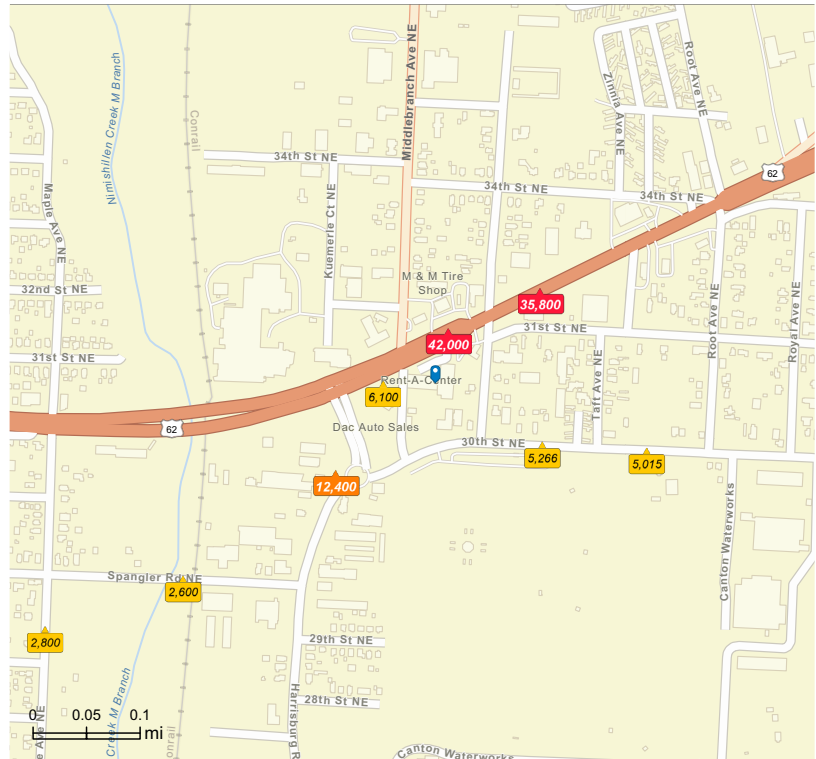 Nimishillen Creek M Branch
Conrail
Middlebranch Ave NE
Zinnia Ave NE
Root Ave NE
34th St NE
34th St NE
34th St NE
62
Maple Ave NE
Kuemerle Ct NE
M & M Tire
Shop
32nd St NE
35,800
31st St NE
42,000
31st St NE
Root Ave NE
Royal Ave NE
Rent-A-Center
6,100
Taft Ave NE
62
Dac Auto Sales
30th St NE
5,266
5,015
12,400
Canton Waterworks
Spangler Rd NE
2,600
2,800
29th St NE
28th St NE
Harrisburg R
e Ave NE
Creek M Branch
onrail
0 0.05 0.1
mi
Canton Waterworks